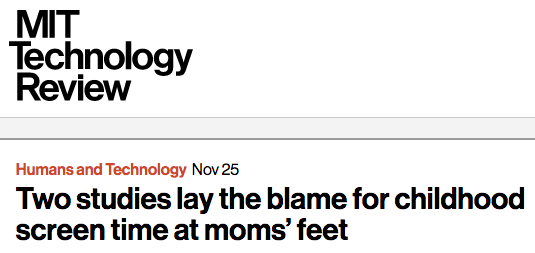 MIT
Technology
Review
Humans and Technology Nov 25
Two studies lay the blame for childhood
screen time at moms’ feet